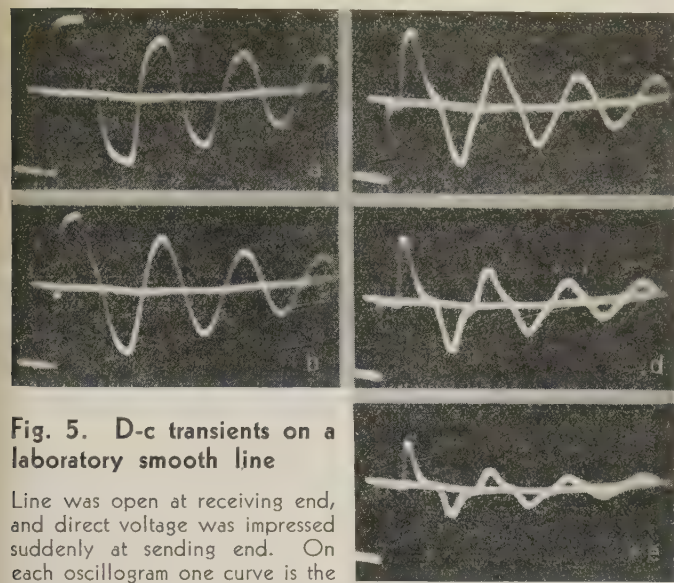 b
d
Fig. 5. D-c transients on a
laboratory smooth line
Line was open at receiving end,
and direct voltage was impressed
suddenly at sending end. On
each oscillogram one curve is the